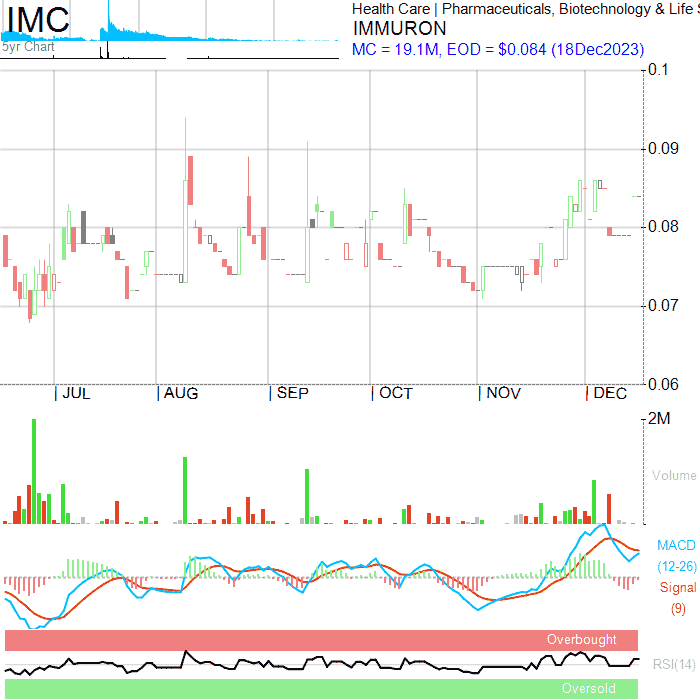 IMC
5yr Chart
Health Care | Pharmaceuticals, Biotechnology & Life S
IMMURON
MC = 19.1M, EOD = $0.084 (18Dec2023)
0.1
0.09
0.08
0.07
0.06
| JUL | AUG | SEP | OCT | NOV | DEC
2M
Volume
MACD
(12-26)
Signal
(9)
Overbought
RSI(14)
Oversold